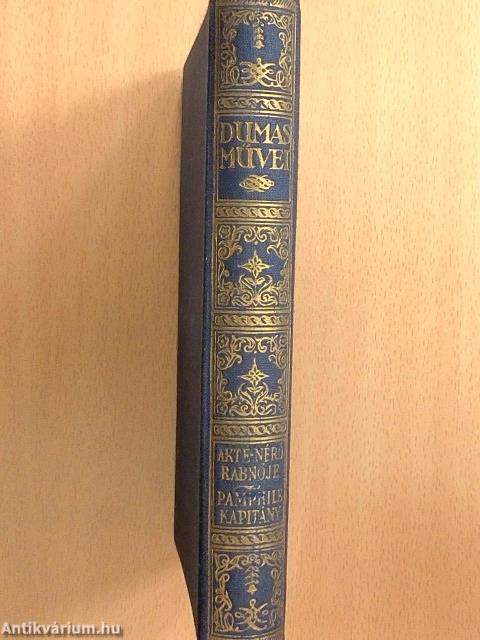 DUMAS
MŰVEI
AKTE-NÉRÓ
RABNŐJE
PAMPHILE
KAPITÁNY
Antikvárium.hu